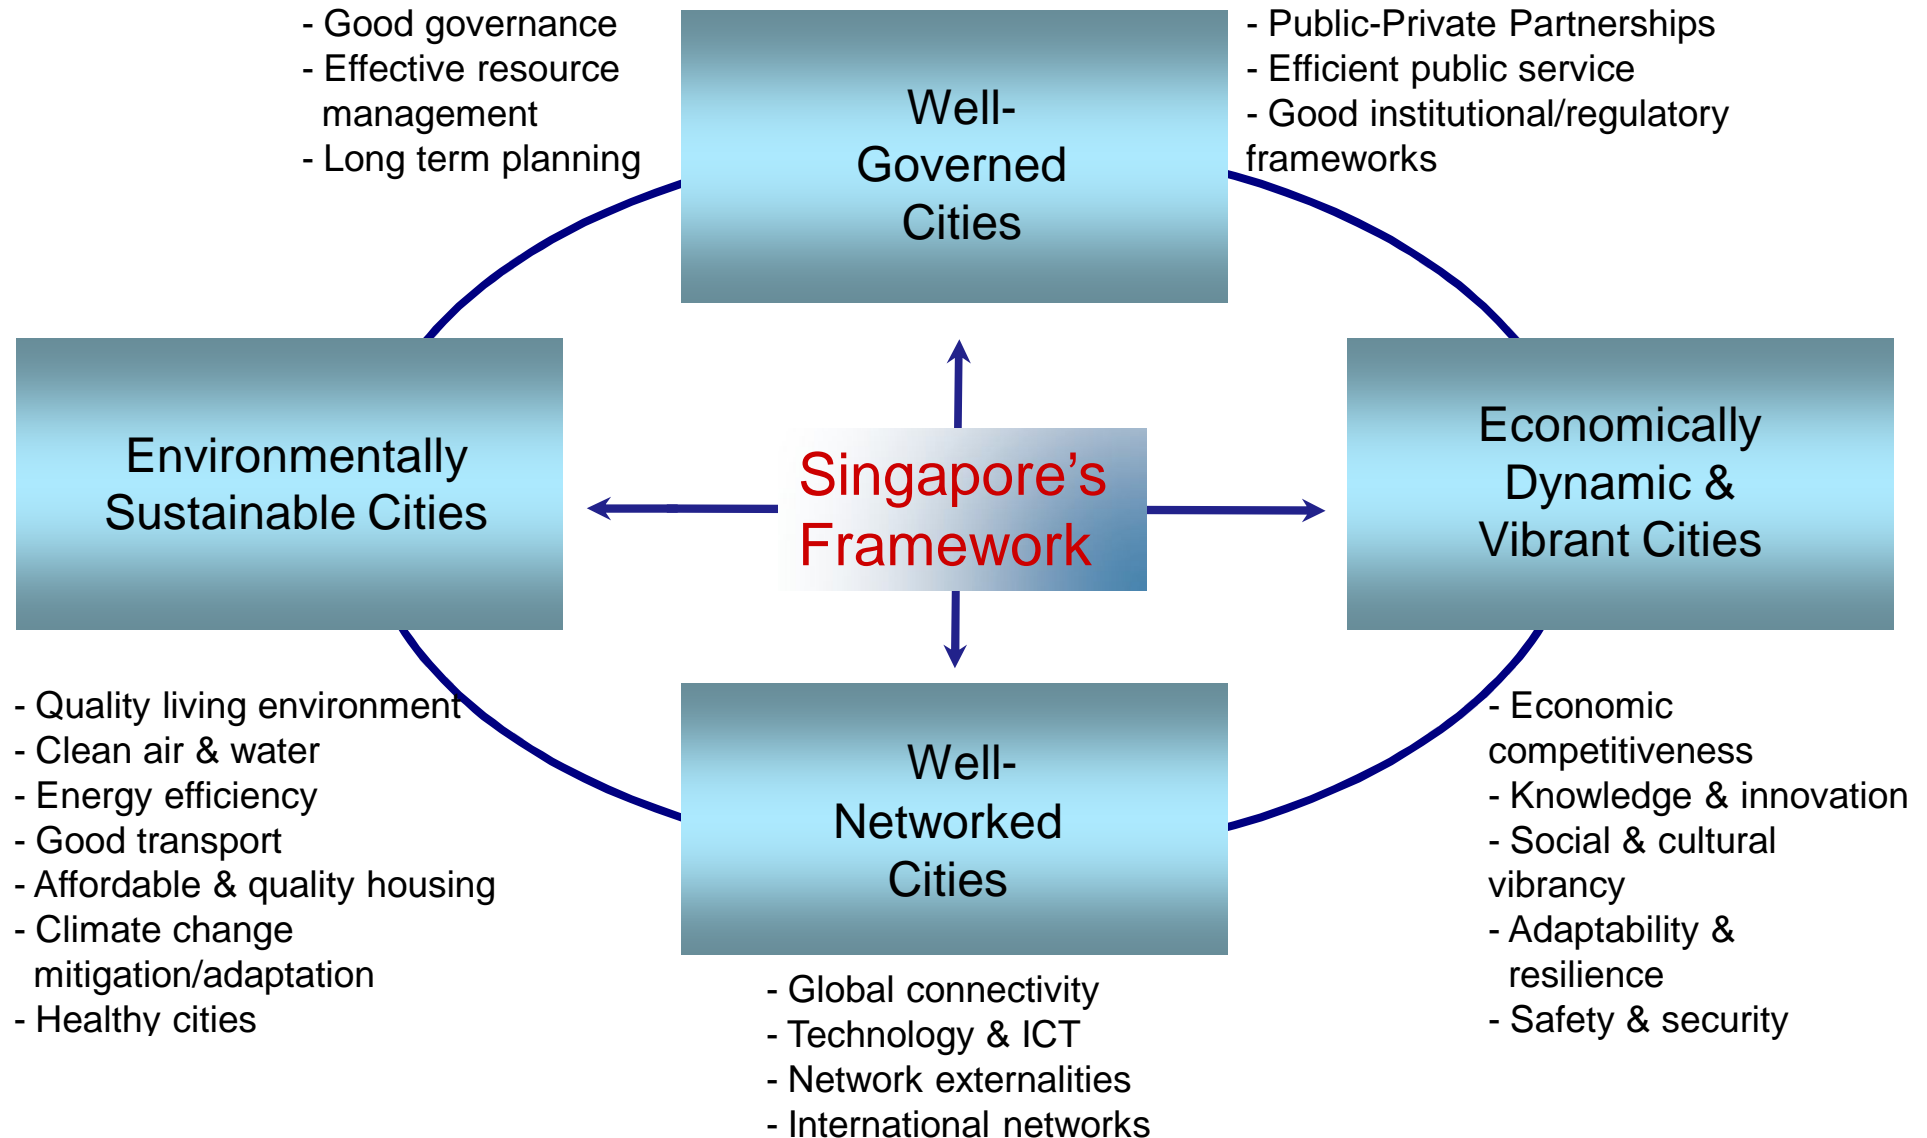 - Good governance
- Effective resource
management
- Long term planning
Well-
Governed
Cities
- Public-Private Partnerships
- Efficient public service
- Good institutional/regulatory
frameworks
Environmentally
Sustainable Cities
Singapore’s
Framework
Economically
Dynamic &
Vibrant Cities
- Quality living environment
- Clean air & water
- Energy efficiency
- Good transport
- Affordable & quality housing
- Climate change
mitigation/adaptation
- Healthy cities
Well-
Networked
Cities
- Global connectivity
- Technology & ICT
- Network externalities
- International networks
- Economic
competitiveness
- Knowledge & innovation
- Social & cultural
vibrancy
- Adaptability &
resilience
- Safety & security